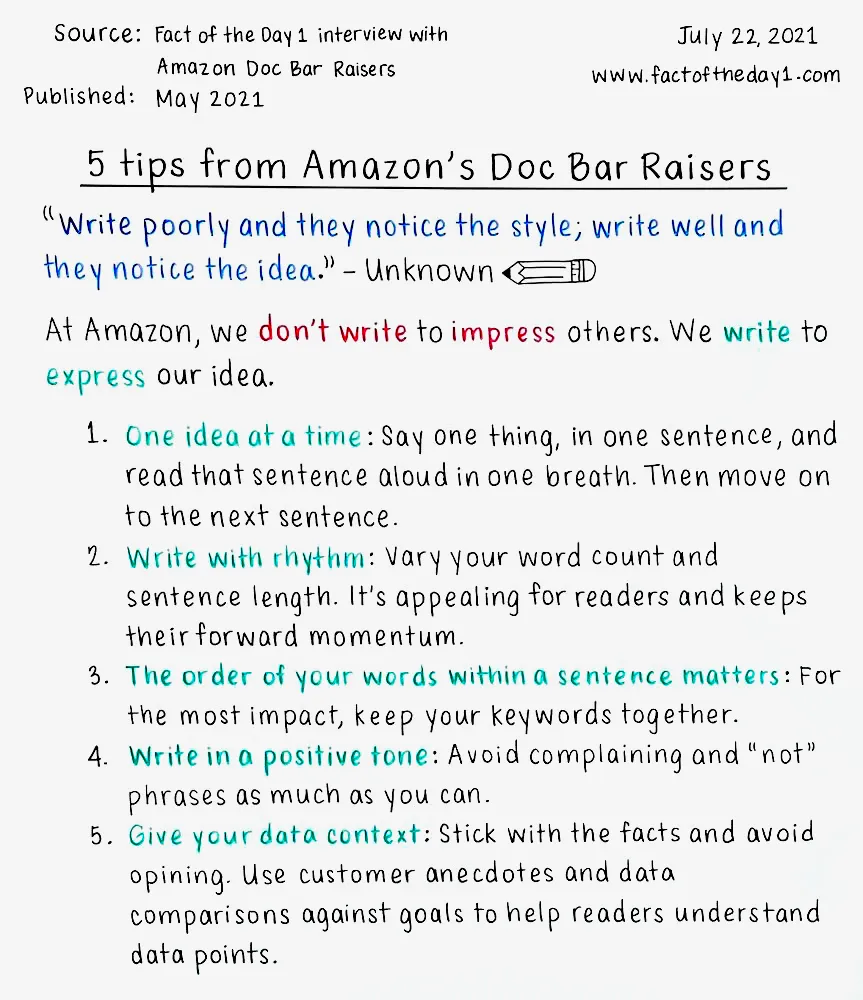 Source: Fact of the Day 1 interview with
Amazon Doc Bar Raisers
Published: May 2021
July 22, 2021
www.factoftheday1.com
5 tips from Amazon's Doc Bar Raisers
"Write poorly and they notice the style; write well and
they notice the idea." – Unknown
At Amazon, we don't write to impress others. We write to
express our idea.
1. One idea at a time: Say one thing, in one sentence, and
read that sentence aloud in one breath. Then move on
to the next sentence.
2. Write with rhythm: Vary your word count and
sentence length. It's appealing for readers and keeps
their forward momentum.
3. The order of your words within a sentence matters: For
the most impact, keep your keywords together.
4. Write in a positive tone: Avoid complaining and "not"
phrases as much as you can.
5. Give your data context: Stick with the facts and avoid
opining. Use customer anecdotes and data
comparisons against goals to help readers understand
data points.